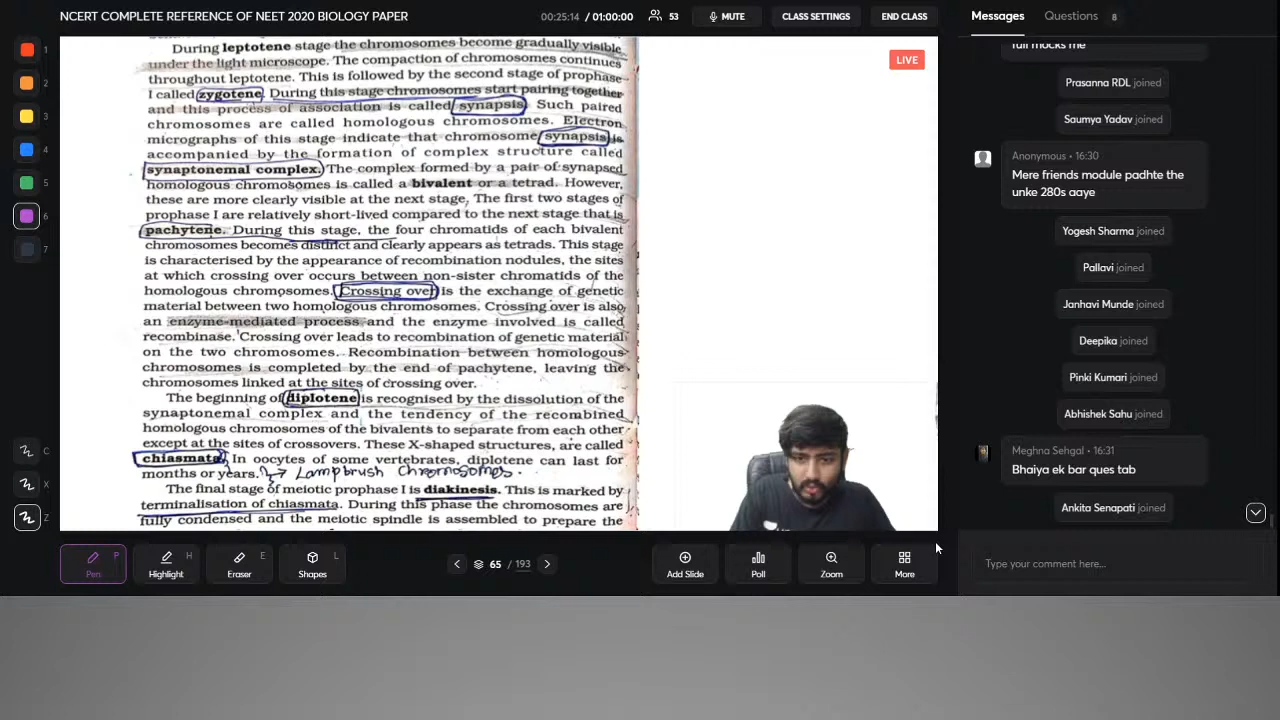 NCERT COMPLETE REFERENCE OF NEET 2020 BIOLOGY PAPER
00:25:14 / 01:00:00
53
MUTE
CLASS SETTINGS
END CLASS
LIVE
1
2
3
4
5
6
7
C
X
Z
During leptotene stage the chromosomes become gradually visible
under the light microscope. The compaction of chromosomes continues
throughout leptotene. This is followed by the second stage of prophase
I called zygotene. During this stage chromosomes start pairing together
and this process of association is called synapsis. Such paired
chromosomes are called homologous chromosomes. Electron
micrographs of this stage indicate that chromosome synapsis is
accompanied by the formation of complex structure called
synaptonemal complex. The complex formed by a pair of synapsed
homologous chromosomes is called a bivalent or a tetrad. However,
these are more clearly visible at the next stage. The first two stages of
prophase I are relatively short-lived compared to the next stage that is
pachytene. During this stage, the four chromatids of each bivalent
chromosomes becomes distinct and clearly appears as tetrads. This stage
is characterised by the appearance of recombination nodules, the sites
at which crossing over occurs between non-sister chromatids of the
homologous chromosomes. Crossing over is the exchange of genetic
material between two homologous chromosomes. Crossing over is also
an enzyme-mediated process and the enzyme involved is called
recombinase. Crossing over leads to recombination of genetic material
on the two chromosomes. Recombination between homologous
chromosomes is completed by the end of pachytene, leaving the
chromosomes linked at the sites of crossing over.
The beginning of diplotene is recognised by the dissolution of the
synaptonemal complex and the tendency of the recombined
homologous chromosomes of the bivalents to separate from each other
except at the sites of crossovers. These X-shaped structures, are called
chiasmata. In oocytes of some vertebrates, diplotene can last for
months or years. → Lampbrush Chromosomes.
The final stage of meiotic prophase I is diakinesis. This is marked by
terminalisation of chiasmata. During this phase the chromosomes are
fully condensed and the meiotic spindle is assembled to prepare the
Pen P
Highlight H
Eraser E
Shapes L
65 / 193
Add Slide
Poll
Zoom
More
Messages
Questions 8
full mocks me
Prasanna RDL joined
Saumya Yadav joined
Anonymous • 16:30
Mere friends module padhte the
unke 280s aaye
Yogesh Sharma joined
Pallavi joined
Janhavi Munde joined
Deepika joined
Pinki Kumari joined
Abhishek Sahu joined
Meghna Sehgal • 16:31
Bhaiya ek bar ques tab
Ankita Senapati joined
Type your comment here...